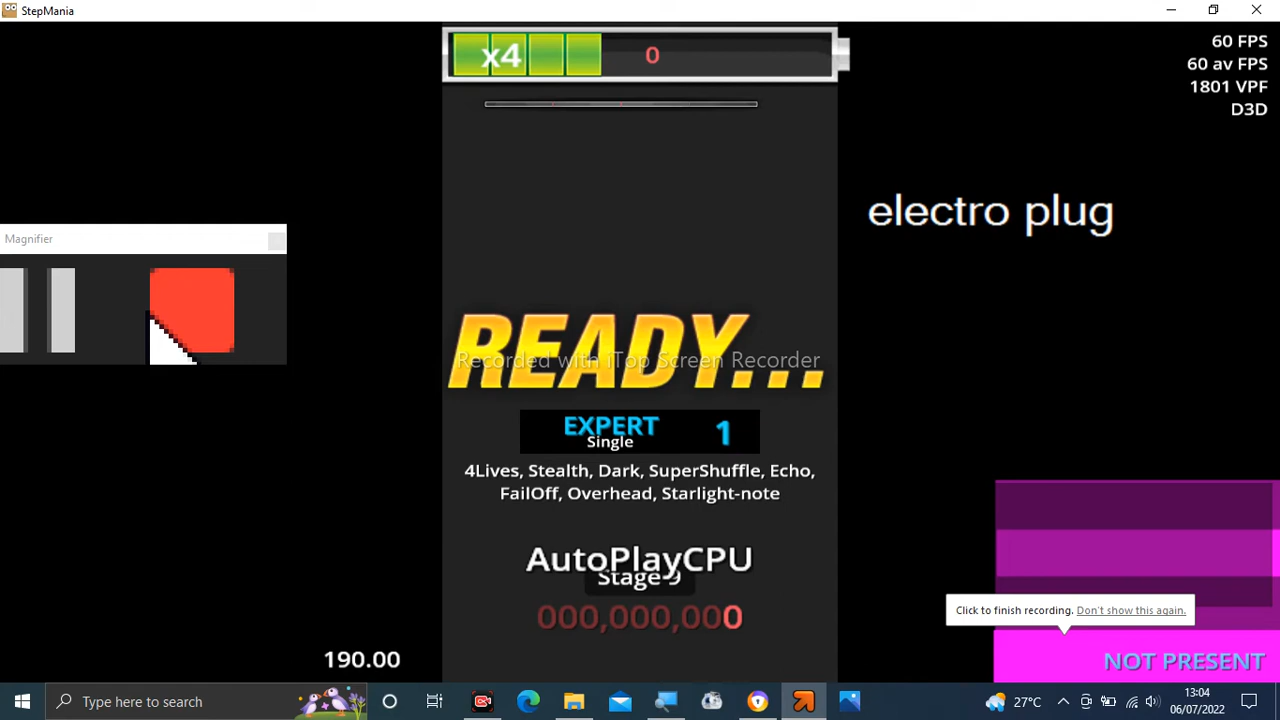 StepMania
x4
0
60 FPS
60 av FPS
1801 VPF
D3D
electro plug
Magnifier
READY...
Recorded with iTop Screen Recorder
EXPERT 1
Single
4Lives, Stealth, Dark, SuperShuffle, Echo,
FailOff, Overhead, Starlight-note
AutoPlayCPU
Stage 9
000,000,000
Click to finish recording. Don't show this again.
190.00
NOT PRESENT
Type here to search
27°C
13:04
06/07/2022